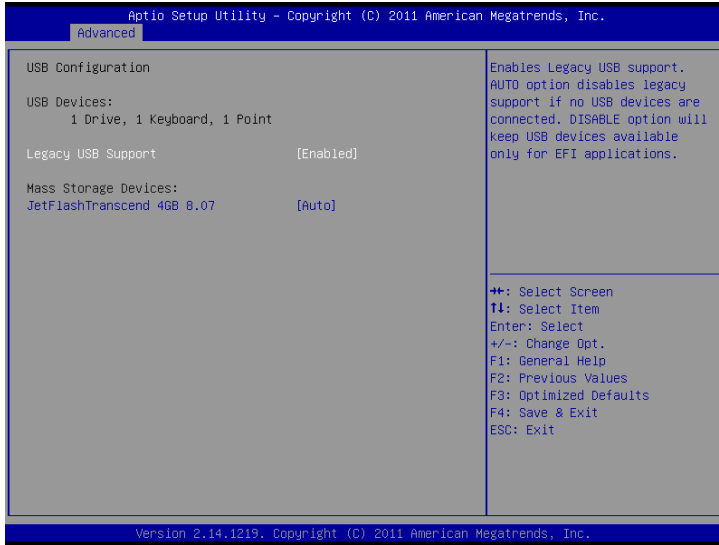 Aptio Setup Utility – Copyright (C) 2011 American Megatrends, Inc.
Advanced
USB Configuration
USB Devices:
1 Drive, 1 Keyboard, 1 Point
Legacy USB Support [Enabled]
Mass Storage Devices:
JetFlashTranscend 4GB 8.07 [Auto]
Enables Legacy USB support.
AUTO option disables legacy
support if no USB devices are
connected. DISABLE option will
keep USB devices available
only for EFI applications.
→←: Select Screen
↑↓: Select Item
Enter: Select
+/-: Change Opt.
F1: General Help
F2: Previous Values
F3: Optimized Defaults
F4: Save & Exit
ESC: Exit
Version 2.14.1219. Copyright (C) 2011 American Megatrends, Inc.